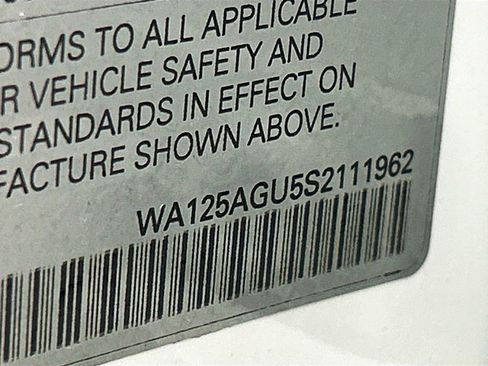 ORMS TO ALL APPLICABLE
R VEHICLE SAFETY AND
STANDARDS IN EFFECT ON
FACTURE SHOWN ABOVE.
WA125AGU5S2111962